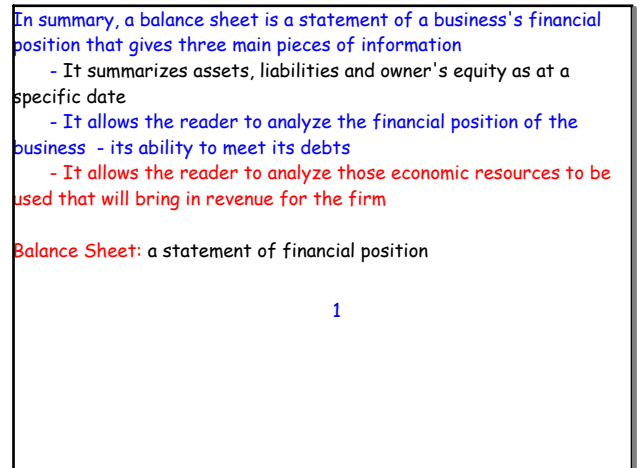 In summary, a balance sheet is a statement of a business's financial
position that gives three main pieces of information
- It summarizes assets, liabilities and owner's equity as at a
specific date
- It allows the reader to analyze the financial position of the
business - its ability to meet its debts
- It allows the reader to analyze those economic resources to be
used that will bring in revenue for the firm
Balance Sheet: a statement of financial position
1